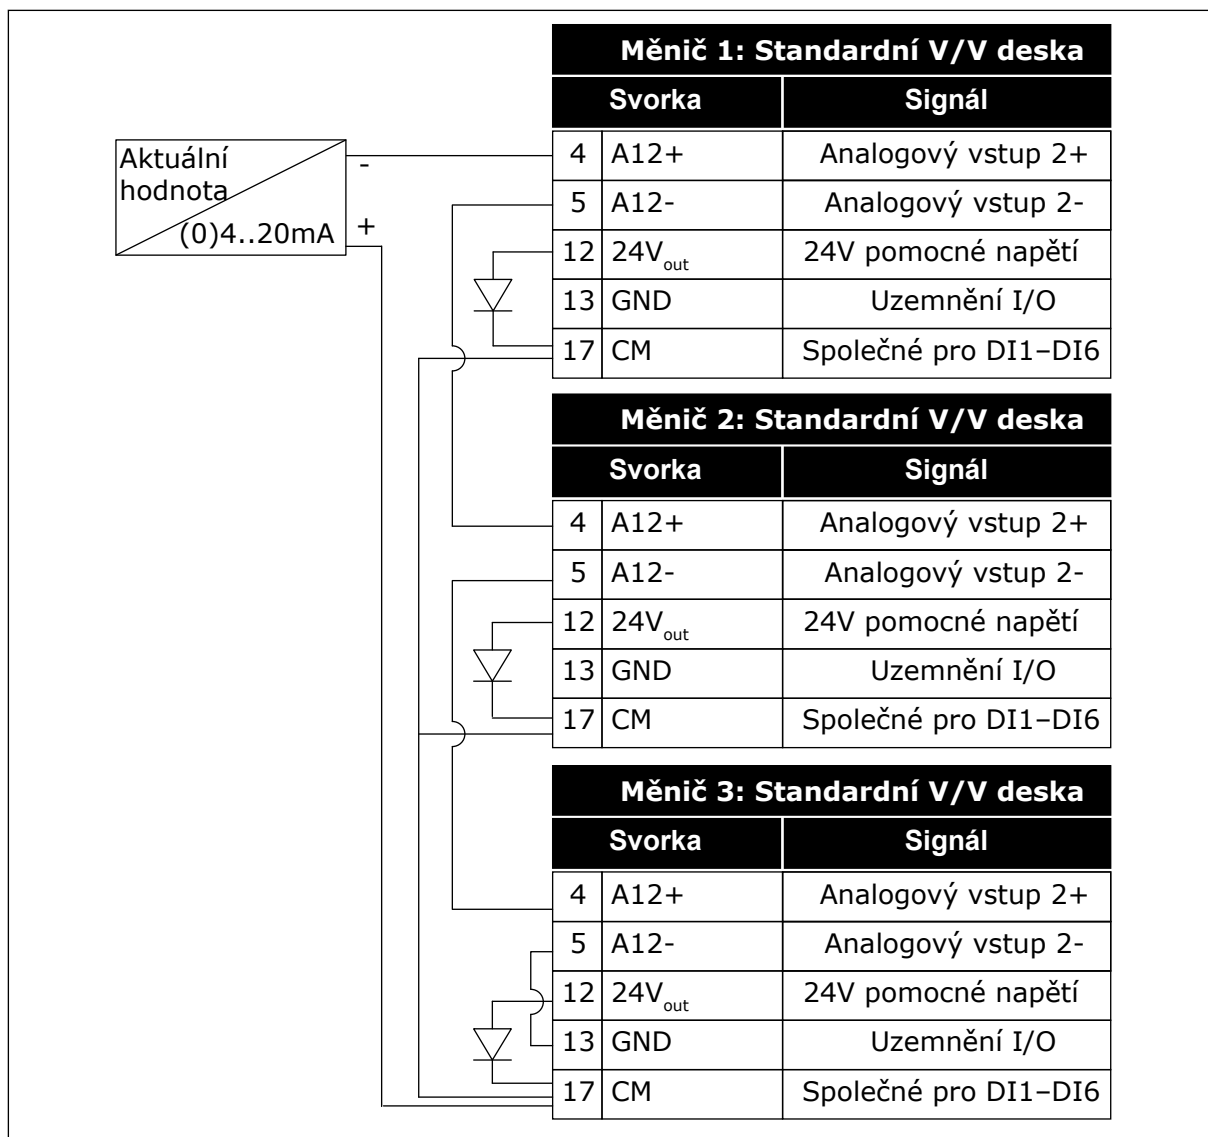 Měnič 1: Standardní V/V deska
Svorka Signál
Aktuální
hodnota
(0)4..20mA
-
+
4 A12+ Analogový vstup 2+
5 A12- Analogový vstup 2-
12 24Vout 24V pomocné napětí
13 GND Uzemnění I/O
17 CM Společné pro DI1–DI6
Měnič 2: Standardní V/V deska
Svorka Signál
4 A12+ Analogový vstup 2+
5 A12- Analogový vstup 2-
12 24Vout 24V pomocné napětí
13 GND Uzemnění I/O
17 CM Společné pro DI1–DI6
Měnič 3: Standardní V/V deska
Svorka Signál
4 A12+ Analogový vstup 2+
5 A12- Analogový vstup 2-
12 24Vout 24V pomocné napětí
13 GND Uzemnění I/O
17 CM Společné pro DI1–DI6